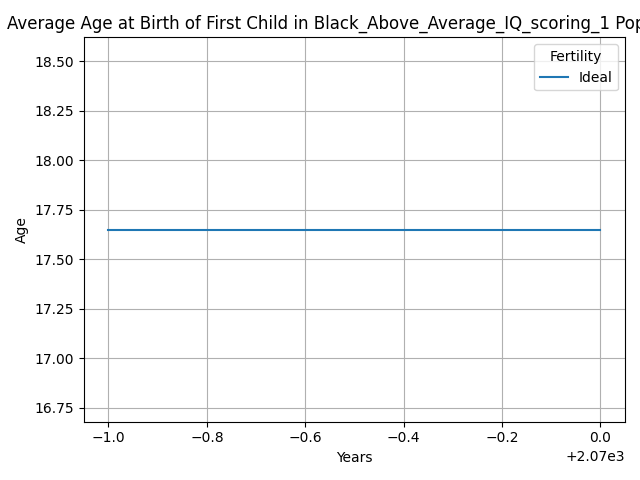 Average Age at Birth of First Child in Black_Above_Average_IQ_scoring_1 Pop
Fertility
Ideal
18.50
18.25
18.00
17.75
17.50
17.25
17.00
16.75
Age
−1.0 −0.8 −0.6 −0.4 −0.2 0.0
+2.07e3
Years